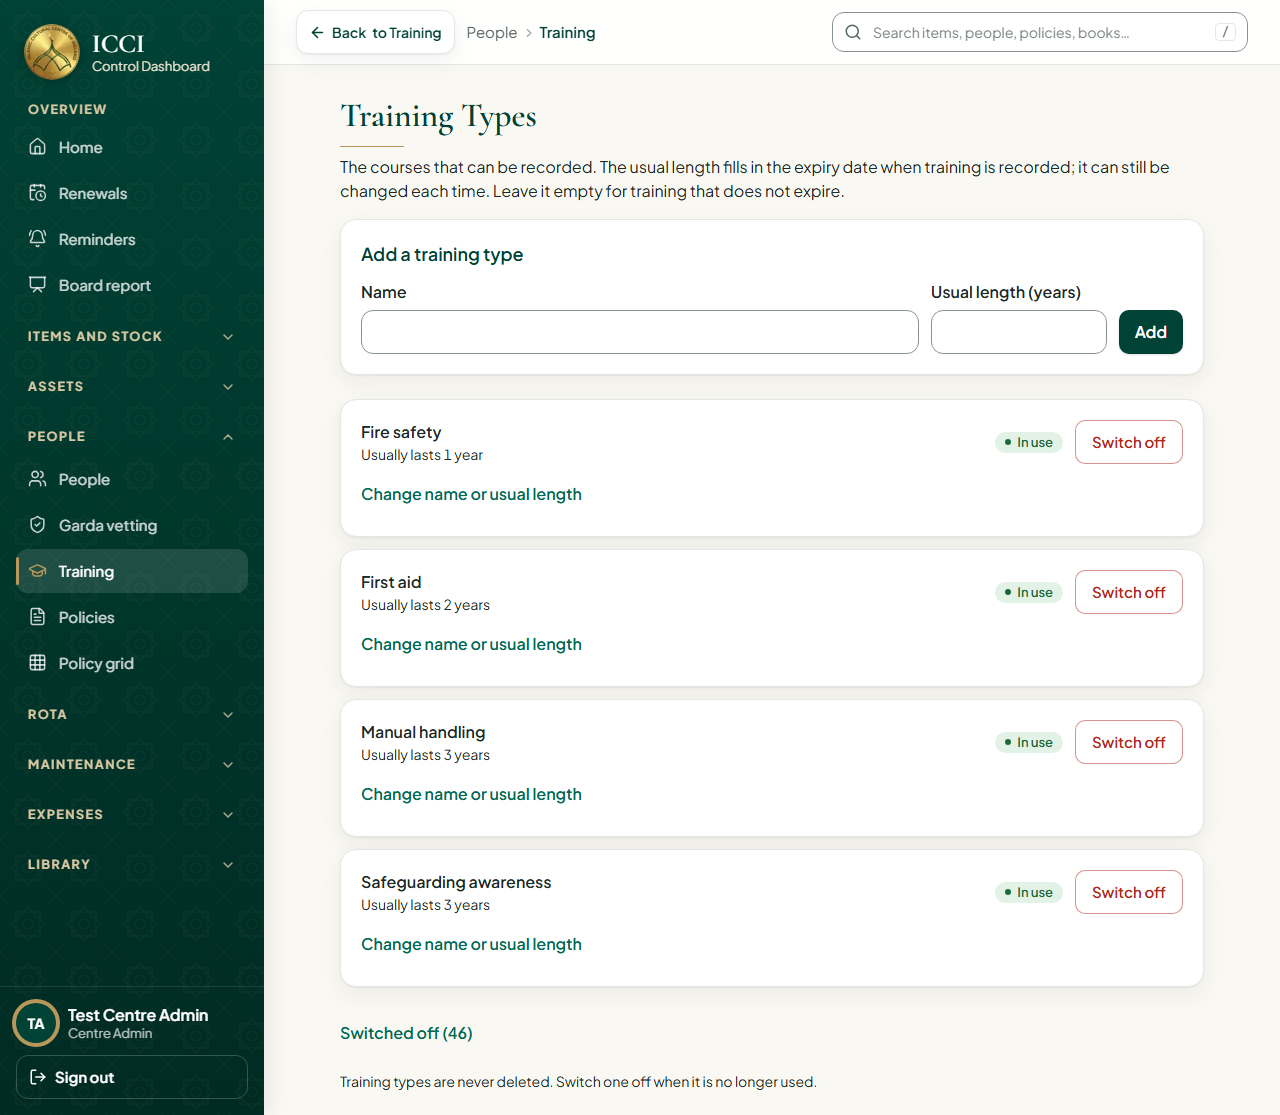 ICCI
Control Dashboard
OVERVIEW
Home
Renewals
Reminders
Board report
ITEMS AND STOCK
ASSETS
PEOPLE
People
Garda vetting
Training
Policies
Policy grid
ROTA
MAINTENANCE
EXPENSES
LIBRARY
TA
Test Centre Admin
Centre Admin
Sign out
Back to Training
People > Training
Search items, people, policies, books… /
Training Types
The courses that can be recorded. The usual length fills in the expiry date when training is recorded; it can still be
changed each time. Leave it empty for training that does not expire.
Add a training type
Name Usual length (years)
Add
Fire safety
Usually lasts 1 year
In use Switch off
Change name or usual length
First aid
Usually lasts 2 years
In use Switch off
Change name or usual length
Manual handling
Usually lasts 3 years
In use Switch off
Change name or usual length
Safeguarding awareness
Usually lasts 3 years
In use Switch off
Change name or usual length
Switched off (46)
Training types are never deleted. Switch one off when it is no longer used.